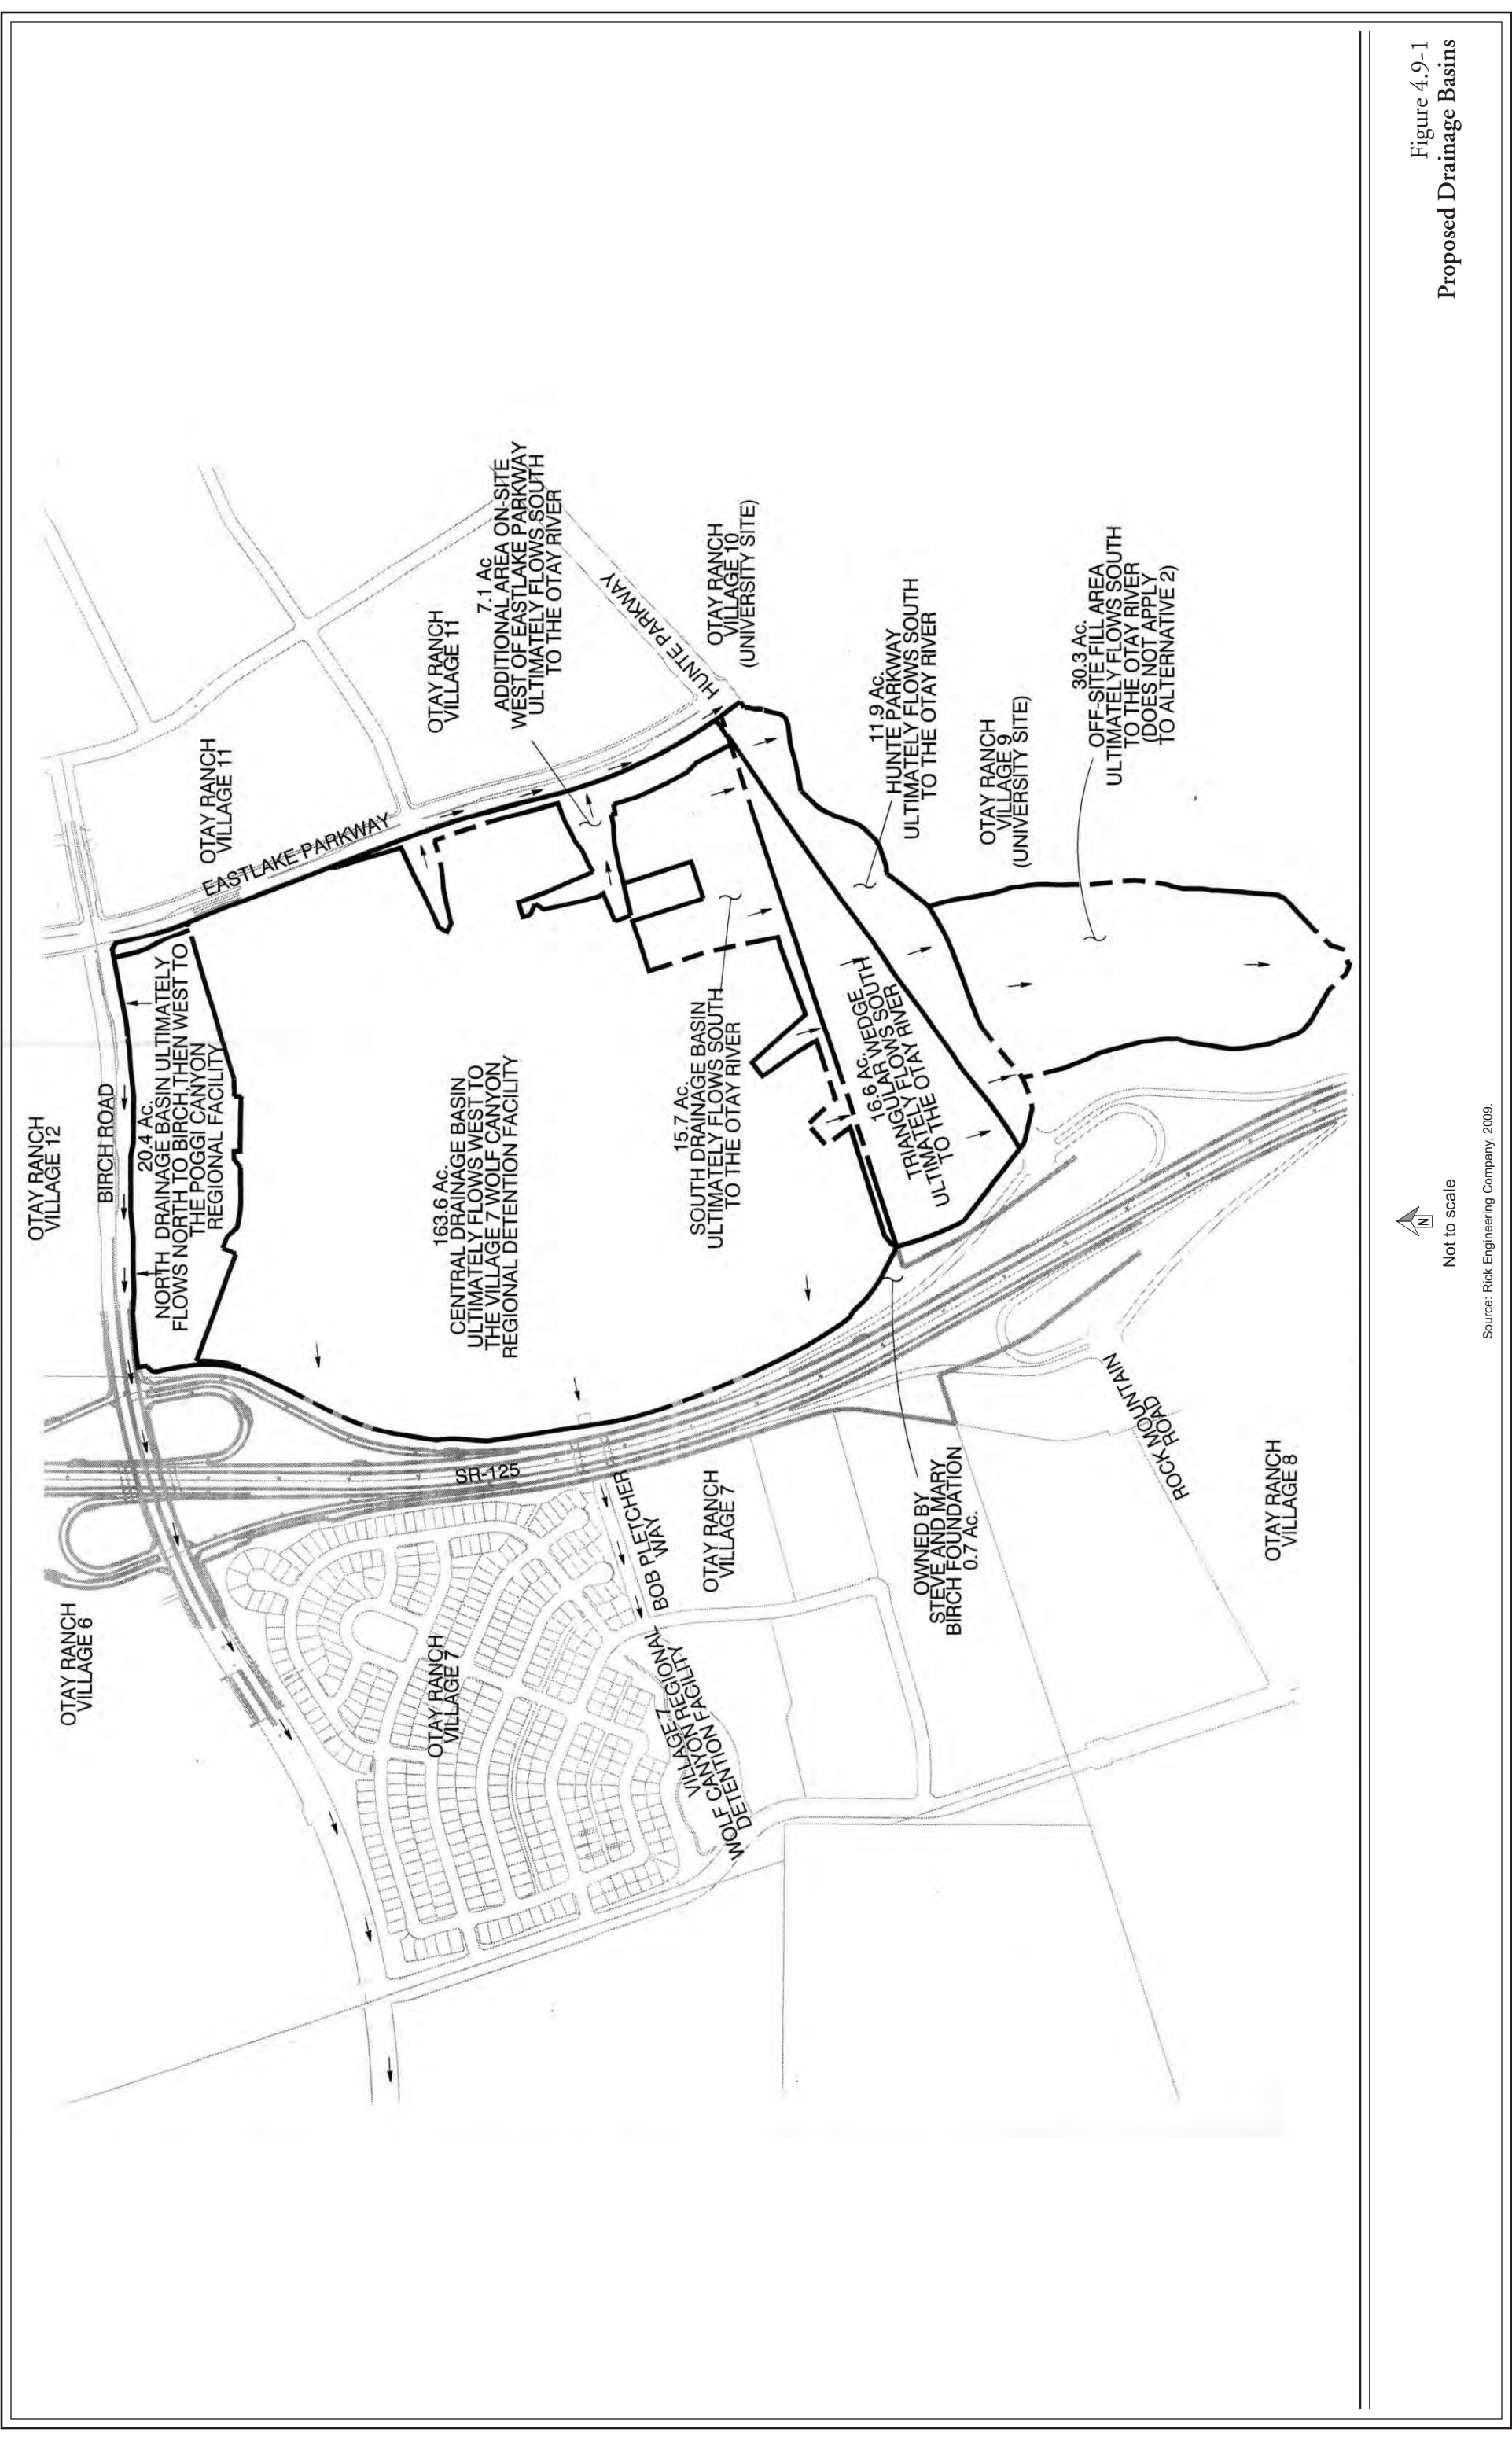 OTAY RANCH
VILLAGE 6
OTAY RANCH
VILLAGE 12
BIRCH ROAD
20.4 Ac.
NORTH DRAINAGE BASIN ULTIMATELY
FLOWS NORTH TO BIRCH, THEN WEST TO
THE POGGI CANYON
REGIONAL FACILITY
OTAY RANCH
VILLAGE 11
EASTLAKE PARKWAY
OTAY RANCH
VILLAGE 7
SR-125
163.6 Ac.
CENTRAL DRAINAGE BASIN
ULTIMATELY FLOWS WEST TO
THE VILLAGE 7 WOLF CANYON
REGIONAL DETENTION FACILITY
OTAY RANCH
VILLAGE 11
7.1 Ac
ADDITIONAL AREA ON-SITE
WEST OF EASTLAKE PARKWAY
ULTIMATELY FLOWS SOUTH
TO THE OTAY RIVER
HUNTE PARKWAY
BOB PLETCHER
WAY
VILLAGE 7
VILLAGE 7 REGIONAL
WOLF CANYON
DETENTION FACILITY
OTAY RANCH
VILLAGE 7
15.7 Ac.
SOUTH DRAINAGE BASIN
ULTIMATELY FLOWS SOUTH
TO THE OTAY RIVER
OTAY RANCH
VILLAGE 10
(UNIVERSITY SITE)
16.6 Ac.
TRIANGULAR WEDGE
ULTIMATELY FLOWS SOUTH
TO THE OTAY RIVER
11.9 Ac.
HUNTE PARKWAY
ULTIMATELY FLOWS SOUTH
TO THE OTAY RIVER
OWNED BY
STEVE AND MARY
BIRCH FOUNDATION
0.7 Ac.
OTAY RANCH
VILLAGE 9
(UNIVERSITY SITE)
30.3 Ac.
OFF-SITE FILL AREA
ULTIMATELY FLOWS SOUTH
TO THE OTAY RIVER
(DOES NOT APPLY
TO ALTERNATIVE 2)
ROCK MOUNTAIN
ROAD
OTAY RANCH
VILLAGE 8
N
Not to scale
Source: Rick Engineering Company, 2009.
Figure 4.9-1
Proposed Drainage Basins